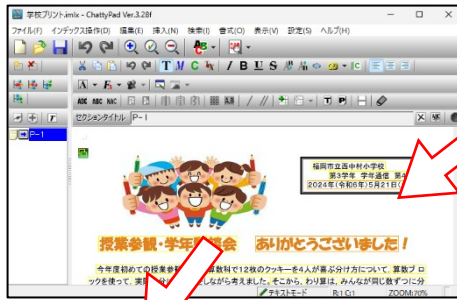 学校プリント.imlx - ChattyPad Ver.3.28f
ファイル(F) インデックス操作(D) 編集(E) 挿入(N) 検索(I) 書式(O) 表示(V) 設定(S) ヘルプ(H)
セクションタイトル P-1
P-1
福岡市立西中村小学校
第3学年 学年通信
2024年(令和6年)5月21日
授業参観・学年 会 ありがとうございました!
今年度初めての授業参 算数科で12枚のクッキーを4人が喜ぶ分け方について、算数ブロ
ックを使って、実 しながら考えました。そこから、わり算は、みんなが同じ数ずつに分
テキストモード R:1 C:1 ZOOM:70%